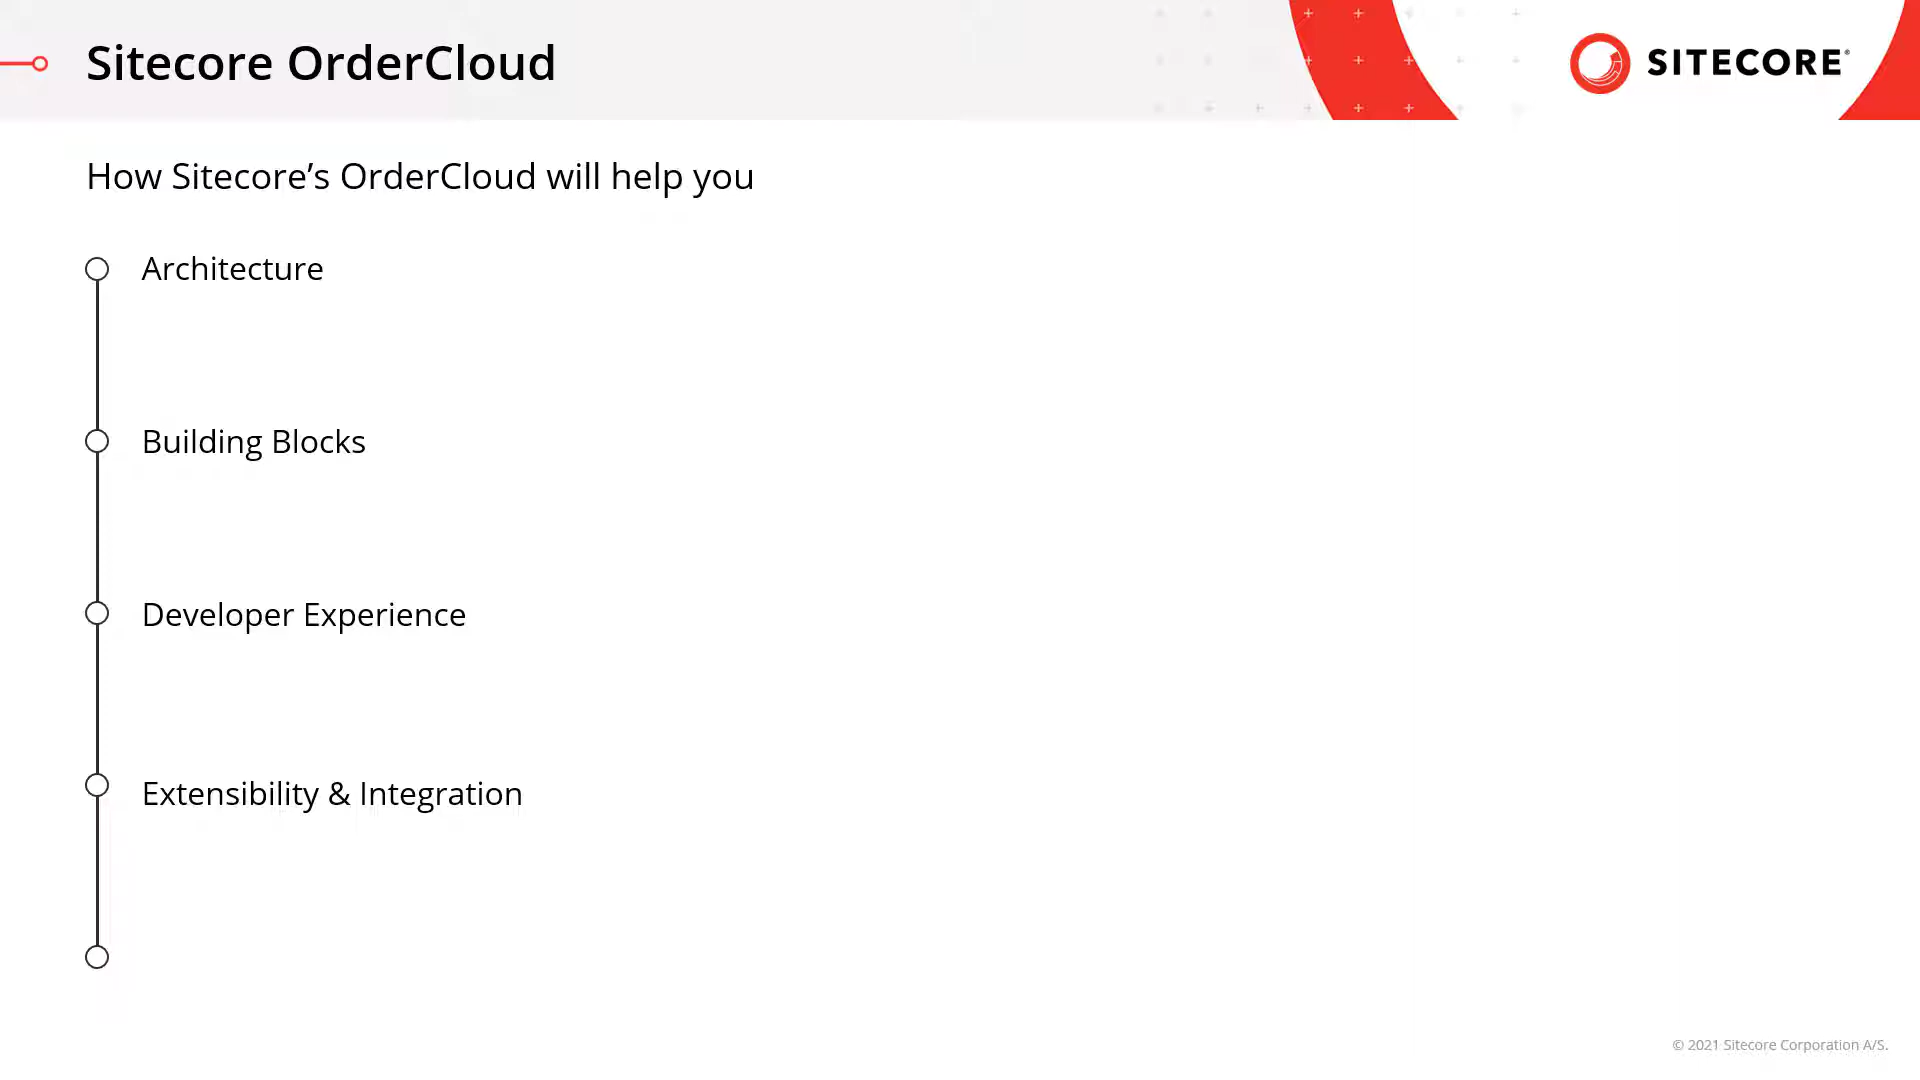 Sitecore OrderCloud
SITECORE®
How Sitecore’s OrderCloud will help you
Architecture
Building Blocks
Developer Experience
Extensibility & Integration
© 2021 Sitecore Corporation A/S.